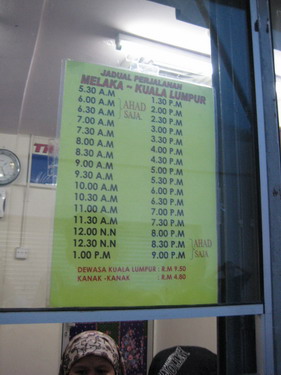 JADUAL PERJALANAN
MELAKA ~ KUALA LUMPUR
5.30 A.M
6.00 A.M
6.30 A.M
AHAD
SAJA
7.00 A.M
7.30 A.M
8.00 A.M
8.30 A.M
9.00 A.M
9.30 A.M
10.00 A.M
10.30 A.M
11.00 A.M
11.30 A.M
12.00 N.N
12.30 N.N
1.00 P.M
1.30 P.M
2.00 P.M
2.30 P.M
3.00 P.M
3.30 P.M
4.00 P.M
4.30 P.M
5.00 P.M
5.30 P.M
6.00 P.M
6.30 P.M
7.00 P.M
7.30 P.M
8.00 P.M
8.30 P.M
9.00 P.M
AHAD
SAJA
DEWASA KUALA LUMPUR : R.M 9.50
KANAK -KANAK : R.M 4.80